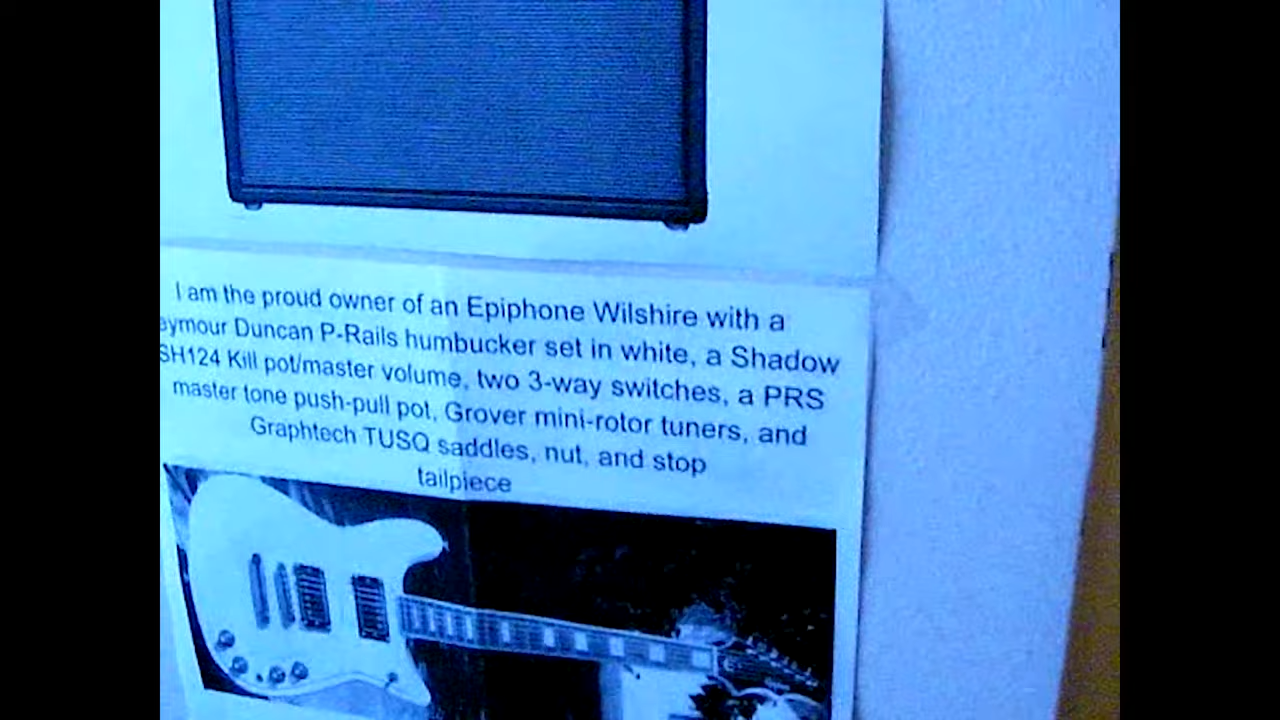 I am the proud owner of an Epiphone Wilshire with a
eymour Duncan P-Rails humbucker set in white, a Shadow
SH124 Kill pot/master volume, two 3-way switches, a PRS
master tone push-pull pot, Grover mini-rotor tuners, and
Graphtech TUSQ saddles, nut, and stop
tailpiece